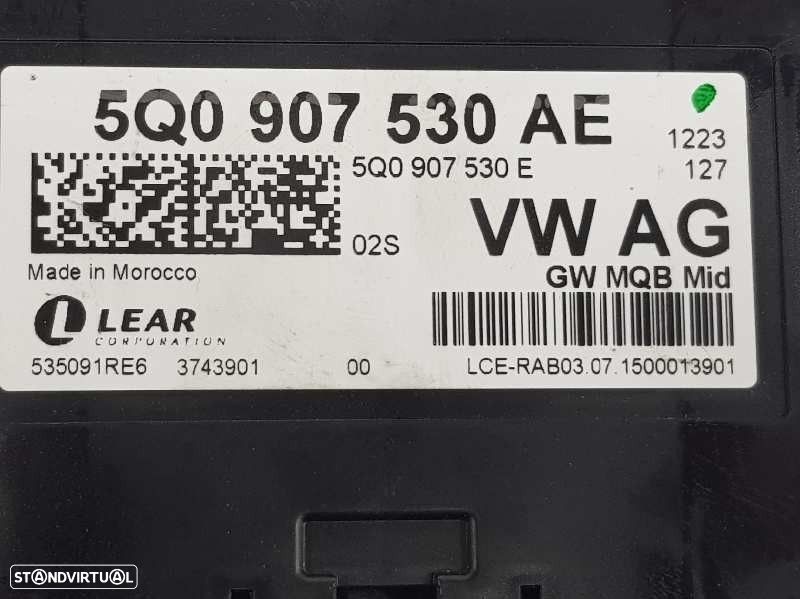 5Q0 907 530 AE
1223
5Q0 907 530 E
127
VW AG
02S
GW MQB Mid
Made in Morocco
LEAR
CORPORATION
535091RE6 3743901 00 LCE-RAB03.07.1500013901
STANDVIRTUAL